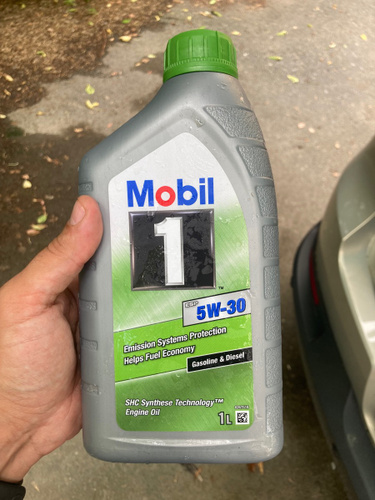 Mobil
1
TM
ESP
5W-30
Emission Systems Protection
Helps Fuel Economy
Gasoline & Diesel
SHC Synthese Technology™
Engine Oil
1L